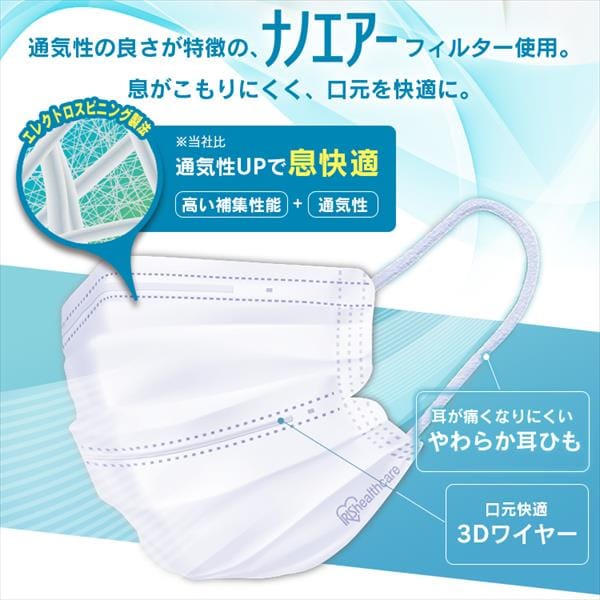 通気性の良さが特徴の、ナノエアーフィルター使用。
息がこもりにくく、口元を快適に。
エレクトロスピニング製法
※当社比
通気性UPで息快適
高い補集性能 + 通気性
耳が痛くなりにくい
やわらか耳ひも
口元快適
3Dワイヤー
IRIShealthcare